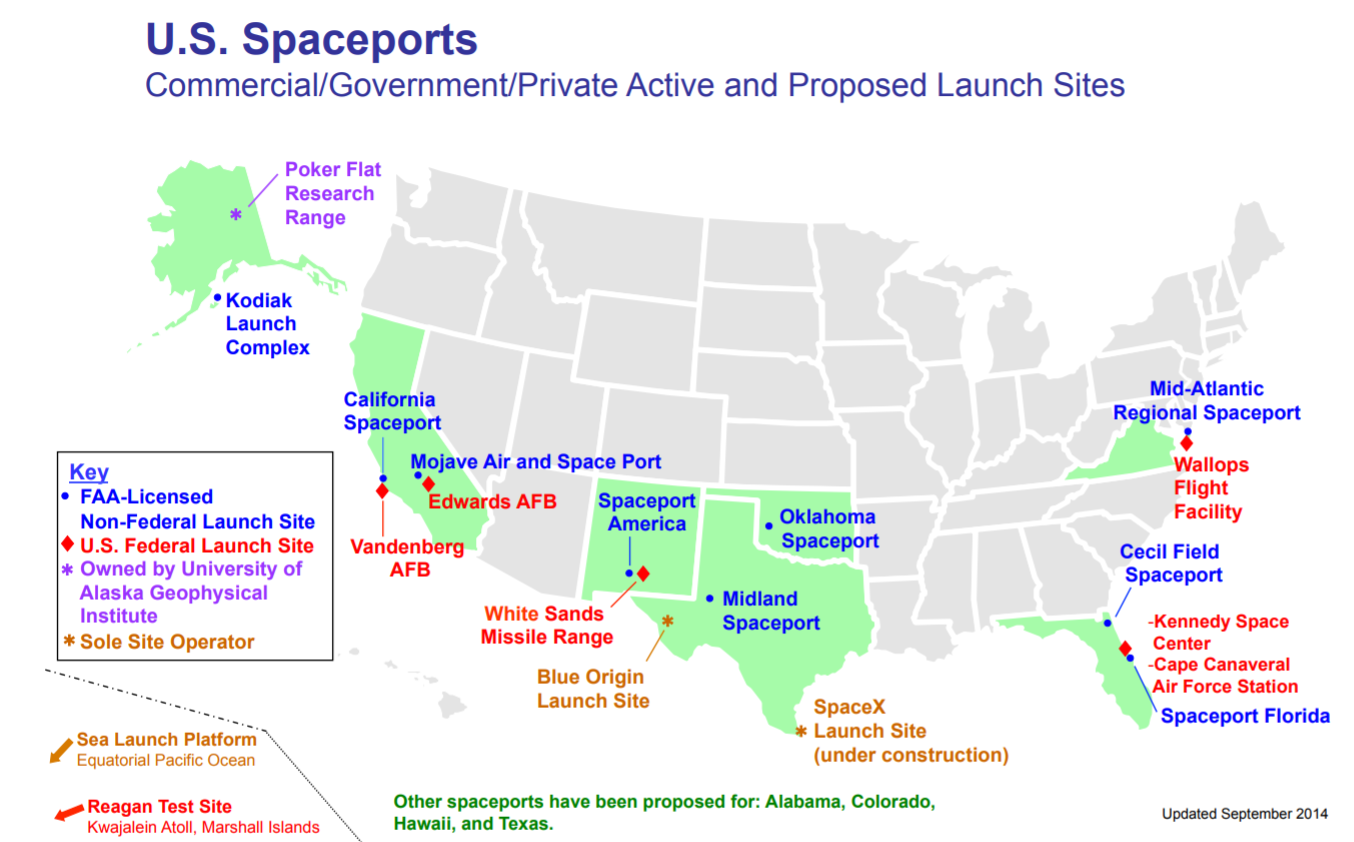 U.S. Spaceports
Commercial/Government/Private Active and Proposed Launch Sites
Poker Flat
Research
Range
Kodiak
Launch
Complex
California
Spaceport
Mojave Air and Space Port
Edwards AFB
Vandenberg
AFB
Spaceport
America
White Sands
Missile Range
Oklahoma
Spaceport
Midland
Spaceport
Blue Origin
Launch Site
SpaceX
* Launch Site
(under construction)
Mid-Atlantic
Regional Spaceport
Wallops
Flight
Facility
Cecil Field
Spaceport
-Kennedy Space
Center
-Cape Canaveral
Air Force Station
Spaceport Florida
Key
• FAA-Licensed
Non-Federal Launch Site
♦ U.S. Federal Launch Site
* Owned by University of
Alaska Geophysical
Institute
* Sole Site Operator
Sea Launch Platform
Equatorial Pacific Ocean
Reagan Test Site
Kwajalein Atoll, Marshall Islands
Other spaceports have been proposed for: Alabama, Colorado,
Hawaii, and Texas.
Updated September 2014